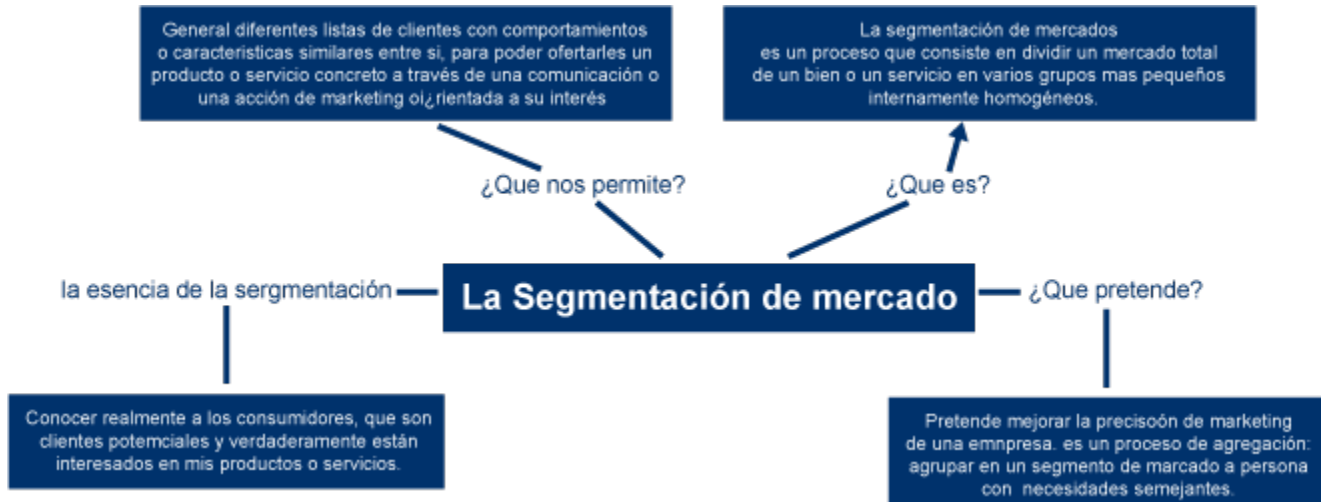 General diferentes listas de clientes con comportamientos
o caracteristicas similares entre si, para poder ofertarles un
producto o servicio concreto a través de una comunicación o
una acción de marketing oi¿rientada a su interés
La segmentación de mercados
es un proceso que consiste en dividir un mercado total
de un bien o un servicio en varios grupos mas pequeños
internamente homogéneos.
¿Que nos permite?
¿Que es?
la esencia de la sergmentación
La Segmentación de mercado
¿Que pretende?
Conocer realmente a los consumidores, que son
clientes potemciales y verdaderamente están
interesados en mis productos o servicios.
Pretende mejorar la precisoón de marketing
de una emnpresa. es un proceso de agregación:
agrupar en un segmento de marcado a persona
con necesidades semejantes.